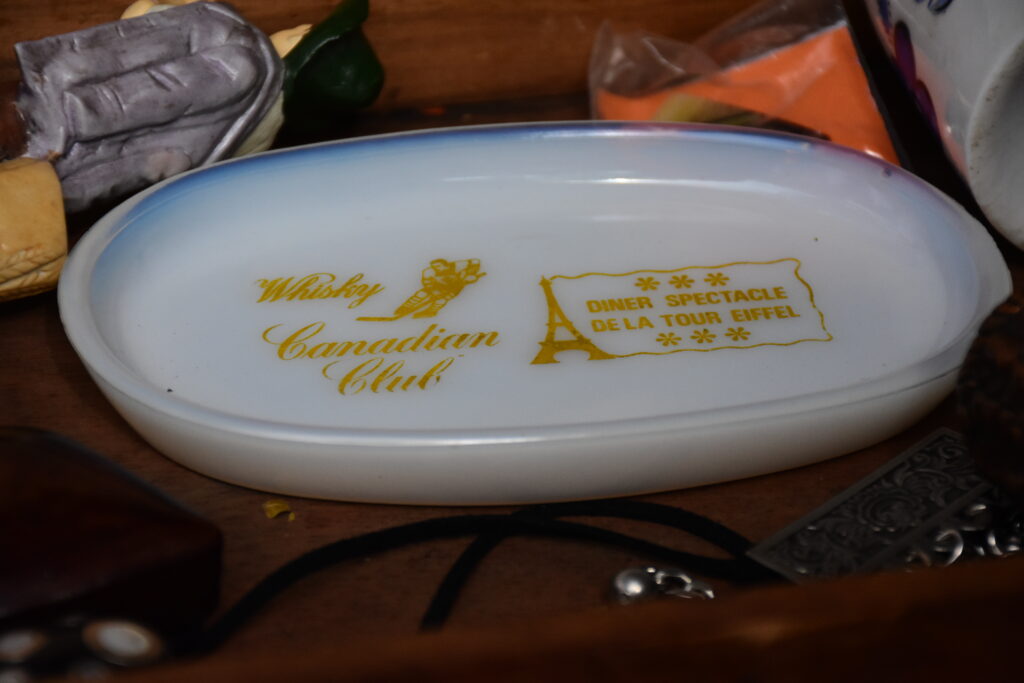 Whisky
Canadian
Club
DINER SPECTACLE
DE LA TOUR EIFFEL